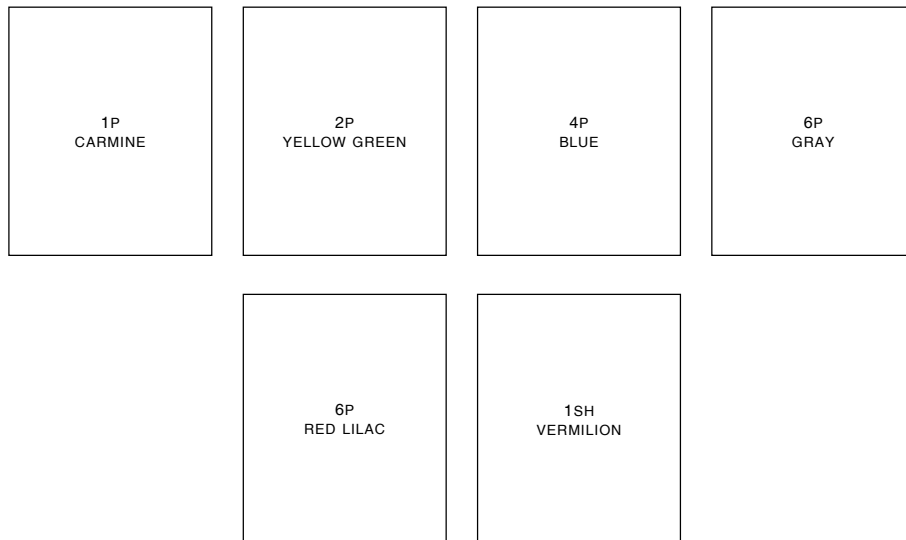 1P
CARMINE
2P
YELLOW GREEN
4P
BLUE
6P
GRAY
6P
RED LILAC
1SH
VERMILION